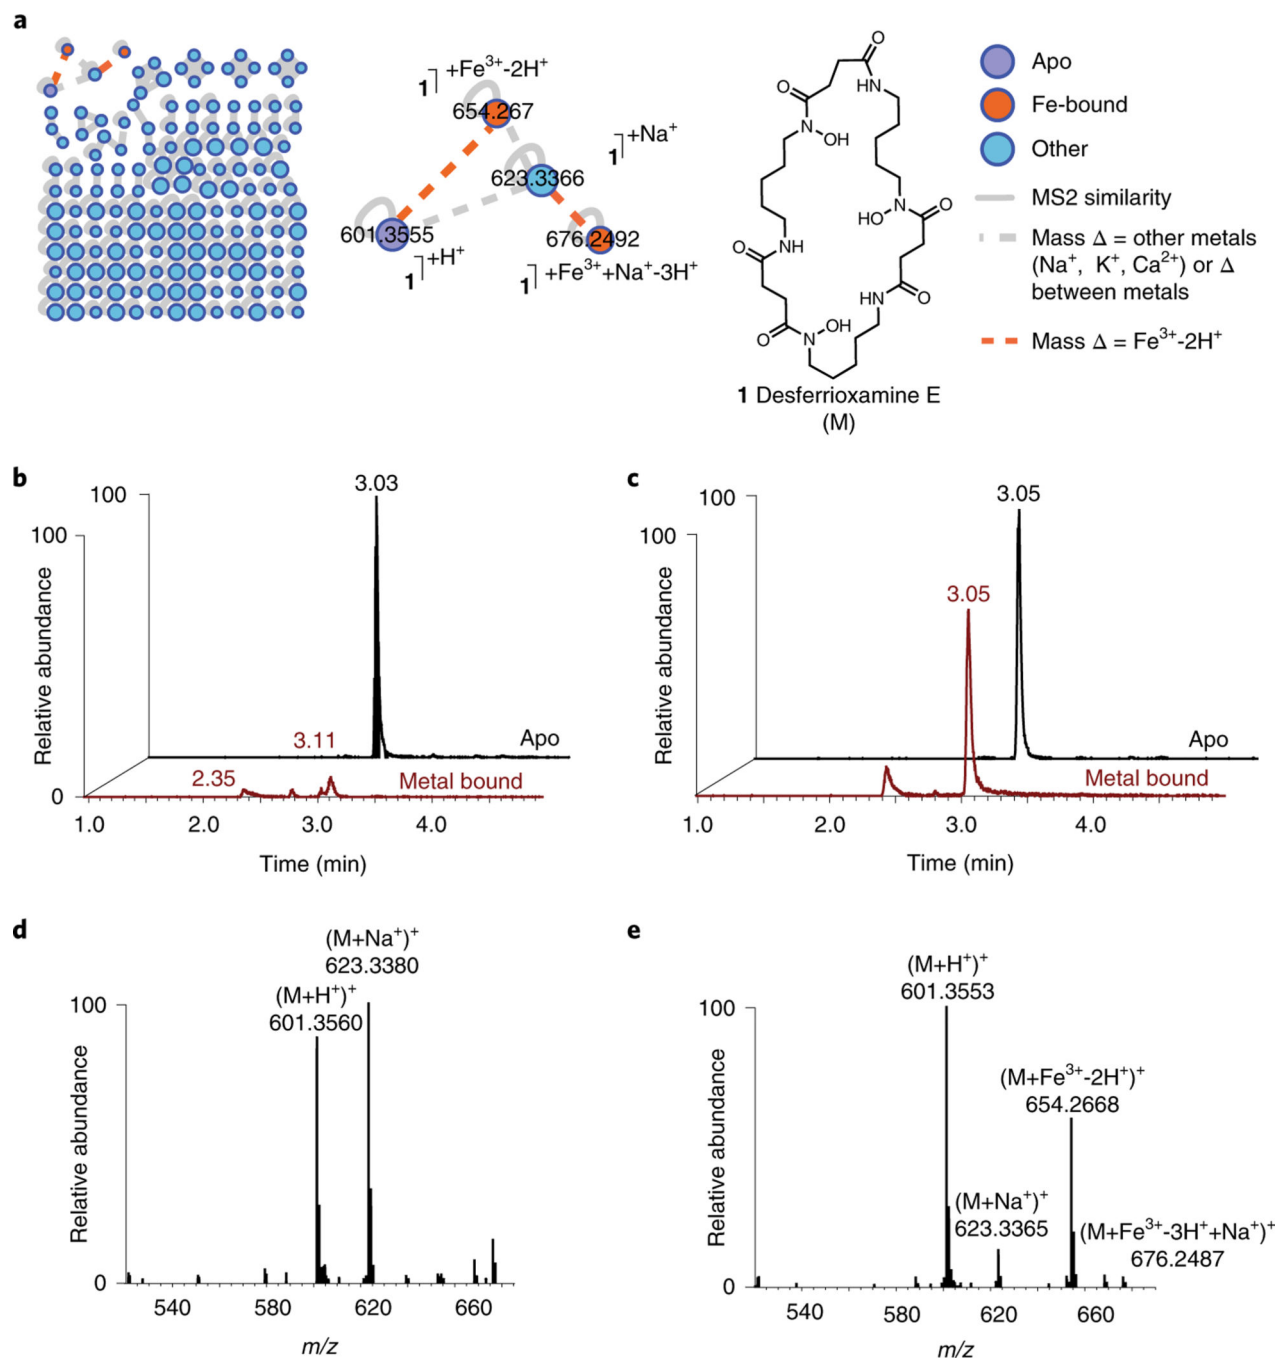 a
1 ┐+Fe³⁺-2H⁺
654.267
1 ┐+Na⁺
623.3366
601.3555
676.2492
1 ┐+H⁺
1 ┐+Fe³⁺+Na⁺-3H⁺
O
O
HN
N
OH
HO
N
O
O
NH
HN
O
O
N
OH
1 Desferrioxamine E
(M)
Apo
Fe-bound
Other
MS2 similarity
Mass Δ = other metals
(Na⁺, K⁺, Ca²⁺) or Δ
between metals
Mass Δ = Fe³⁺-2H⁺
b
100
100
Relative abundance
0
3.03
3.11
2.35
Apo
Metal bound
1.0 2.0 3.0 4.0
Time (min)
c
100
100
Relative abundance
0
3.05
3.05
Apo
Metal bound
1.0 2.0 3.0 4.0
Time (min)
d
(M+Na⁺)⁺
623.3380
(M+H⁺)⁺
601.3560
100
Relative abundance
0
540 580 620 660
m/z
e
(M+H⁺)⁺
601.3553
100
(M+Fe³⁺-2H⁺)⁺
654.2668
(M+Na⁺)⁺
623.3365
(M+Fe³⁺-3H⁺+Na⁺)⁺
676.2487
Relative abundance
0
540 580 620 660
m/z